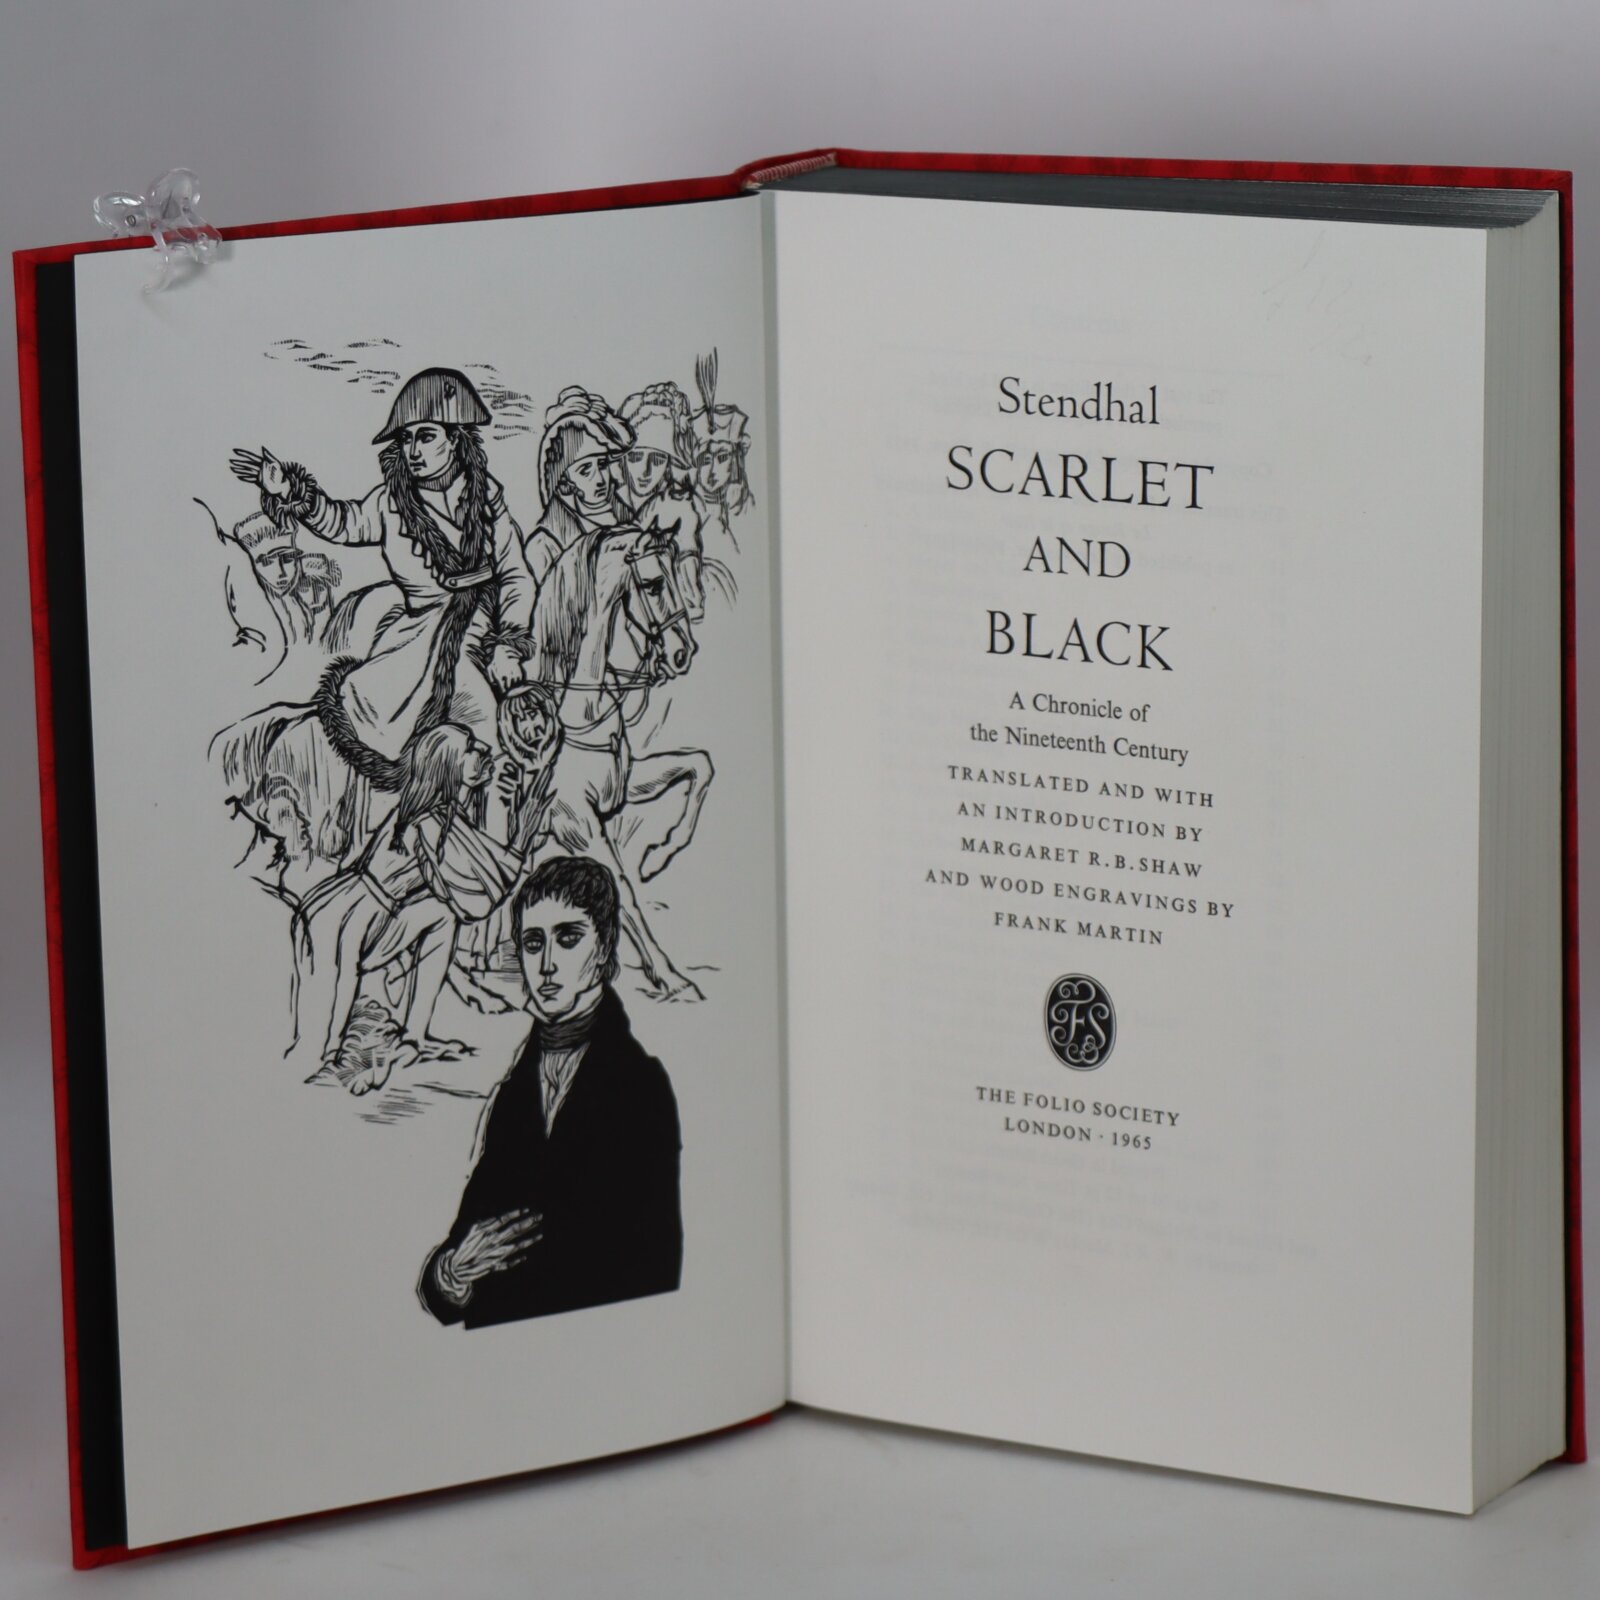 Stendhal
SCARLET
AND
BLACK
A Chronicle of
the Nineteenth Century
TRANSLATED AND WITH
AN INTRODUCTION BY
MARGARET R.B. SHAW
AND WOOD ENGRAVINGS BY
FRANK MARTIN
FS
THE FOLIO SOCIETY
LONDON · 1965